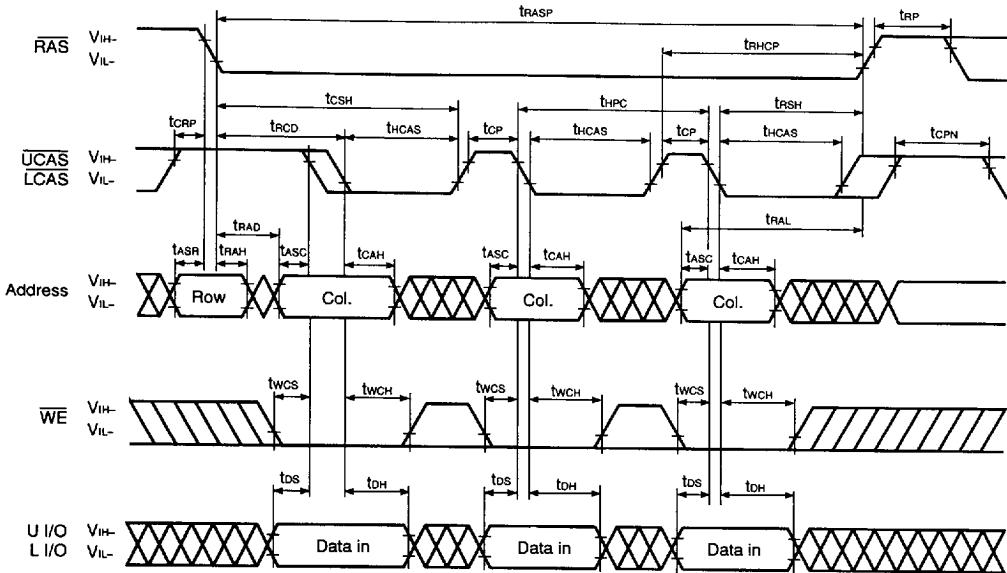 tRASP tRP
RAS VIH– VIL–
tRHCP
tCSH tHPC tRSH
tCRP tRCD tHCAS tCP tHCAS tCP tHCAS tCPN
UCAS VIH–
LCAS VIL–
tRAD tRAL
tASR tRAH tASC tCAH tASC tCAH tASC tCAH
Address VIH– VIL– Row Col. Col. Col.
tWCS tWCH tWCS tWCH tWCS tWCH
WE VIH– VIL–
tDS tDH tDS tDH tDS tDH
U I/O VIH–
L I/O VIL– Data in Data in Data in